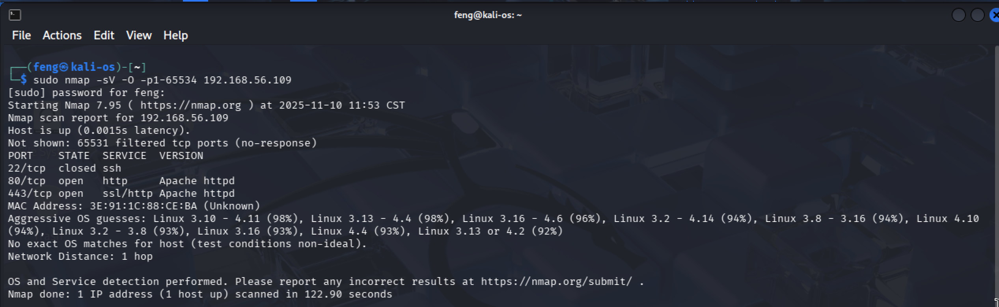 feng@kali-os: ~
File Actions Edit View Help
┌──(feng㉿kali-os)-[~]
└─$ sudo nmap -sV -O -p1-65534 192.168.56.109
[sudo] password for feng:
Starting Nmap 7.95 ( https://nmap.org ) at 2025-11-10 11:53 CST
Nmap scan report for 192.168.56.109
Host is up (0.0015s latency).
Not shown: 65531 filtered tcp ports (no-response)
PORT    STATE  SERVICE  VERSION
22/tcp  closed ssh
80/tcp  open   http     Apache httpd
443/tcp open   ssl/http Apache httpd
MAC Address: 3E:91:1C:88:CE:BA (Unknown)
Aggressive OS guesses: Linux 3.10 - 4.11 (98%), Linux 3.13 - 4.4 (98%), Linux 3.16 - 4.6 (96%), Linux 3.2 - 4.14 (94%), Linux 3.8 - 3.16 (94%), Linux 4.10
(94%), Linux 3.2 - 3.8 (93%), Linux 3.16 (93%), Linux 4.4 (93%), Linux 3.13 or 4.2 (92%)
No exact OS matches for host (test conditions non-ideal).
Network Distance: 1 hop
OS and Service detection performed. Please report any incorrect results at https://nmap.org/submit/ .
Nmap done: 1 IP address (1 host up) scanned in 122.90 seconds